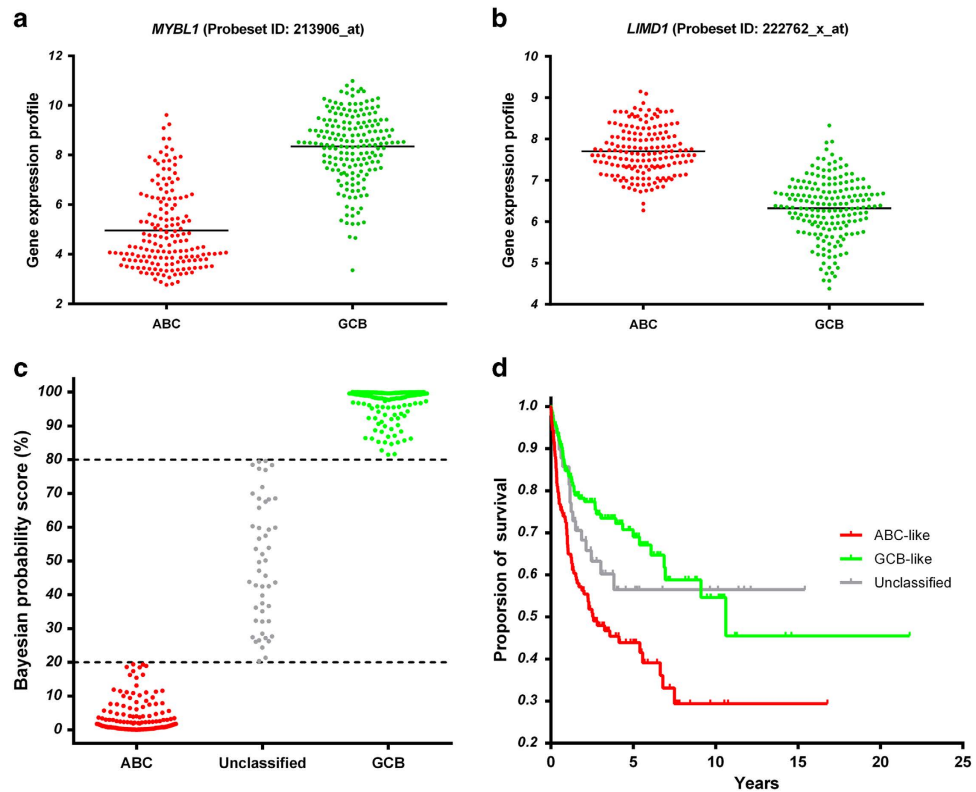 a
MYBL1 (Probeset ID: 213906_at)
Gene expression profile
12
10
8
6
4
2
ABC
GCB
b
LIMD1 (Probeset ID: 222762_x_at)
Gene expression profile
10
9
8
7
6
5
4
ABC
GCB
c
Bayesian probability score (%)
100
90
80
70
60
50
40
30
20
10
0
ABC
Unclassified
GCB
d
Proporsion of survival
1.0
0.9
0.8
0.7
0.6
0.5
0.4
0.3
0.2
0
5
10
15
20
25
Years
ABC-like
GCB-like
Unclassified